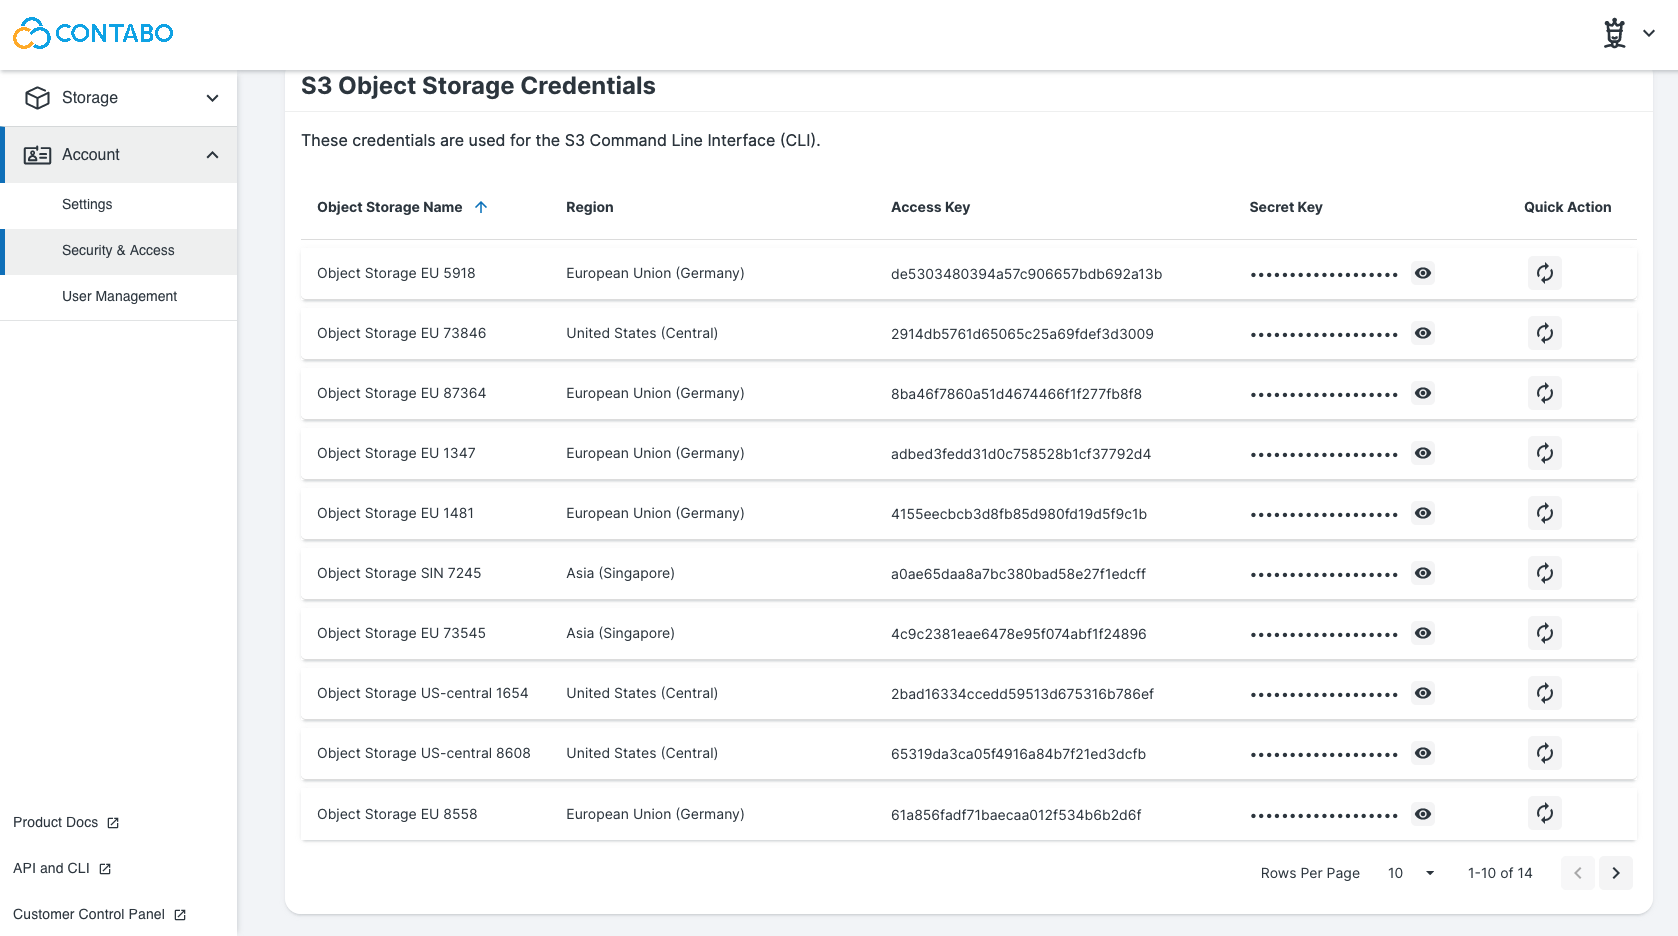 CONTABO
Storage
Account
Settings
Security & Access
User Management
Product Docs
API and CLI
Customer Control Panel
S3 Object Storage Credentials
These credentials are used for the S3 Command Line Interface (CLI).
Object Storage Name Region Access Key Secret Key Quick Action
Object Storage EU 5918 European Union (Germany) de5303480394a57c906657bdb692a13b •••••••••••••••••••
Object Storage EU 73846 United States (Central) 2914db5761d65065c25a69fdef3d3009 •••••••••••••••••••
Object Storage EU 87364 European Union (Germany) 8ba46f7860a51d4674466f1f277fb8f8 •••••••••••••••••••
Object Storage EU 1347 European Union (Germany) adbed3fedd31d0c758528b1cf37792d4 •••••••••••••••••••
Object Storage EU 1481 European Union (Germany) 4155eecbcb3d8fb85d980fd19d5f9c1b •••••••••••••••••••
Object Storage SIN 7245 Asia (Singapore) a0ae65daa8a7bc380bad58e27f1edcff •••••••••••••••••••
Object Storage EU 73545 Asia (Singapore) 4c9c2381eae6478e95f074abf1f24896 •••••••••••••••••••
Object Storage US-central 1654 United States (Central) 2bad16334ccedd59513d675316b786ef •••••••••••••••••••
Object Storage US-central 8608 United States (Central) 65319da3ca05f4916a84b7f21ed3dcfb •••••••••••••••••••
Object Storage EU 8558 European Union (Germany) 61a856fadf71baecaa012f534b6b2d6f •••••••••••••••••••
Rows Per Page 10 1-10 of 14